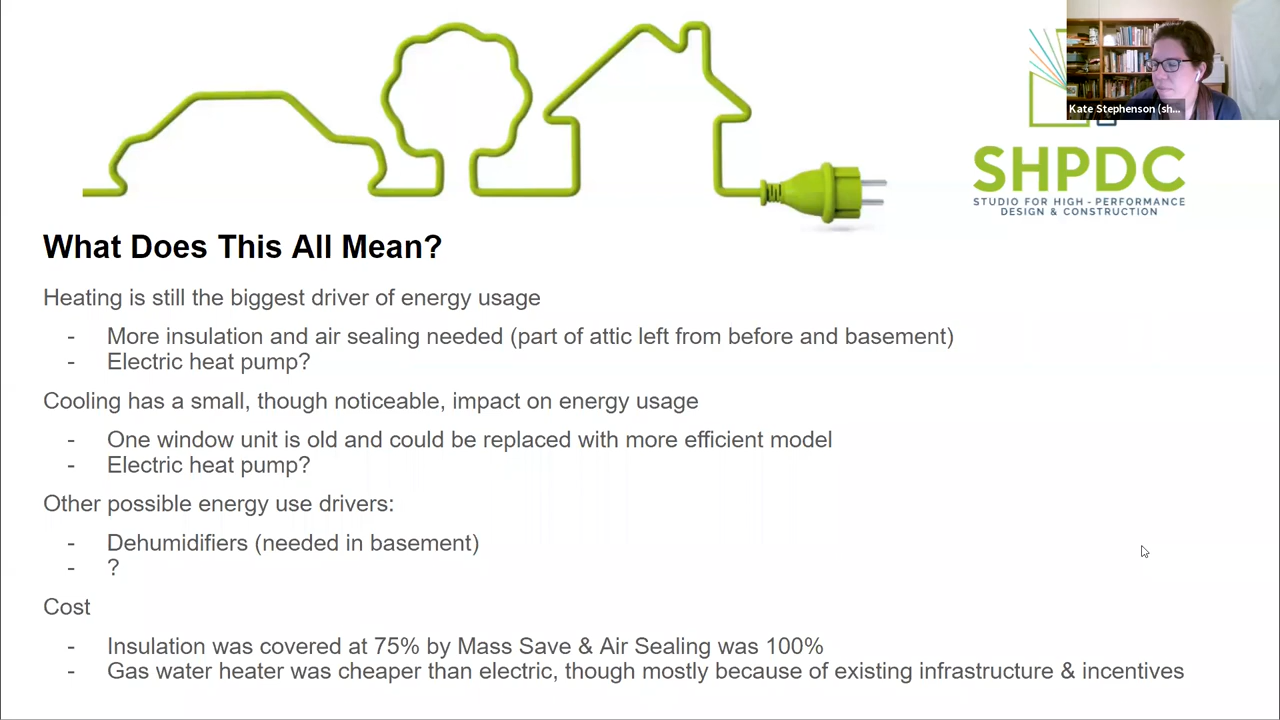 Kate Stephenson (sh...
SHPDC
STUDIO FOR HIGH - PERFORMANCE
DESIGN & CONSTRUCTION
What Does This All Mean?
Heating is still the biggest driver of energy usage
- More insulation and air sealing needed (part of attic left from before and basement)
- Electric heat pump?
Cooling has a small, though noticeable, impact on energy usage
- One window unit is old and could be replaced with more efficient model
- Electric heat pump?
Other possible energy use drivers:
- Dehumidifiers (needed in basement)
- ?
Cost
- Insulation was covered at 75% by Mass Save & Air Sealing was 100%
- Gas water heater was cheaper than electric, though mostly because of existing infrastructure & incentives